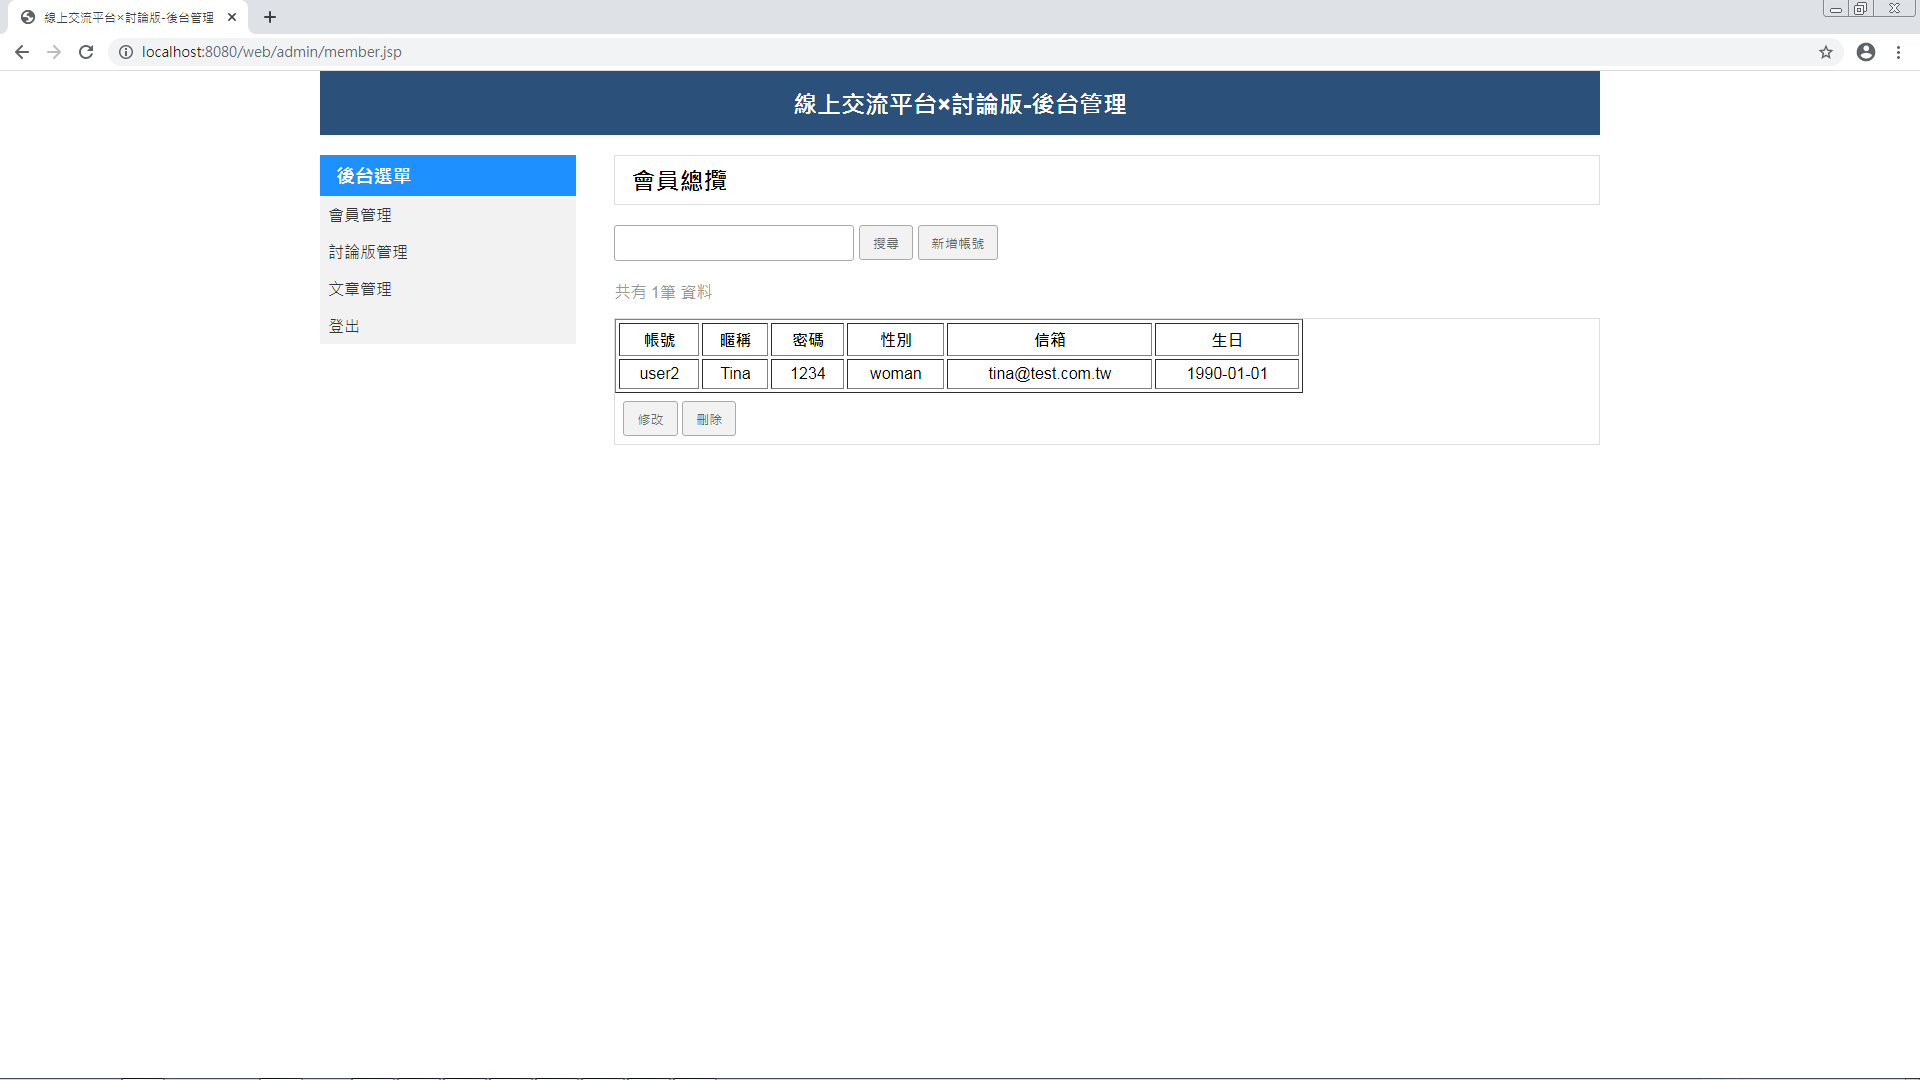 線上交流平台×討論版-後台管理
localhost:8080/web/admin/member.jsp
線上交流平台×討論版-後台管理
後台選單
會員管理
討論版管理
文章管理
登出
會員總攬
搜尋 新增帳號
共有 1筆 資料
帳號 暱稱 密碼 性別 信箱 生日
user2 Tina 1234 woman tina@test.com.tw 1990-01-01
修改 刪除